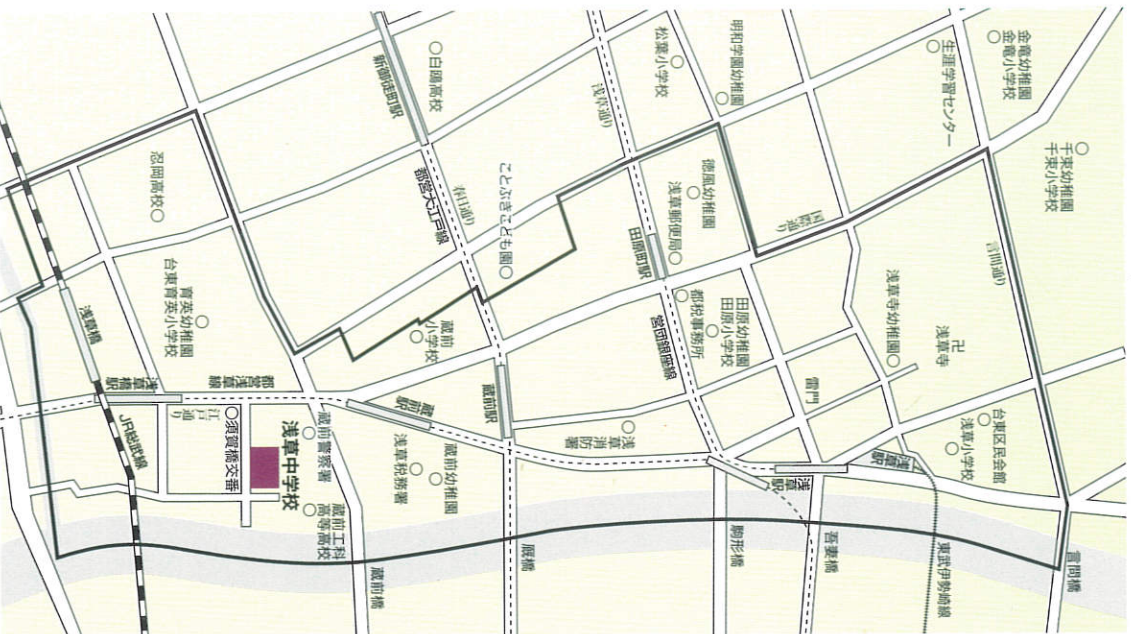 金竜幼稚園
金竜小学校
千束幼稚園
千束小学校
生涯学習センター
言問通り
明和学園幼稚園
松葉小学校
浅草通り
国際通り
徳風幼稚園
浅草郵便局
田原町駅
浅草寺幼稚園
浅草寺
台東区民会館
浅草小学校
田原幼稚園
田原小学校
都税事務所
営団銀座線
雷門
浅草駅
浅草駅
東武伊勢崎線
言問橋
吾妻橋
駒形橋
白鴎高校
新御徒町駅
都営大江戸線
春日通り
ことぶきこども園
蔵前
小学校
蔵前駅
浅草
消防署
厩橋
蔵前駅
蔵前幼稚園
浅草税務署
蔵前警察署
蔵前工科
高等高校
蔵前橋
忍岡高校
育英幼稚園
台東育英小学校
都営浅草線
浅草橋駅
浅草橋
江戸通り
須賀橋交番
浅草中学校
JR総武線